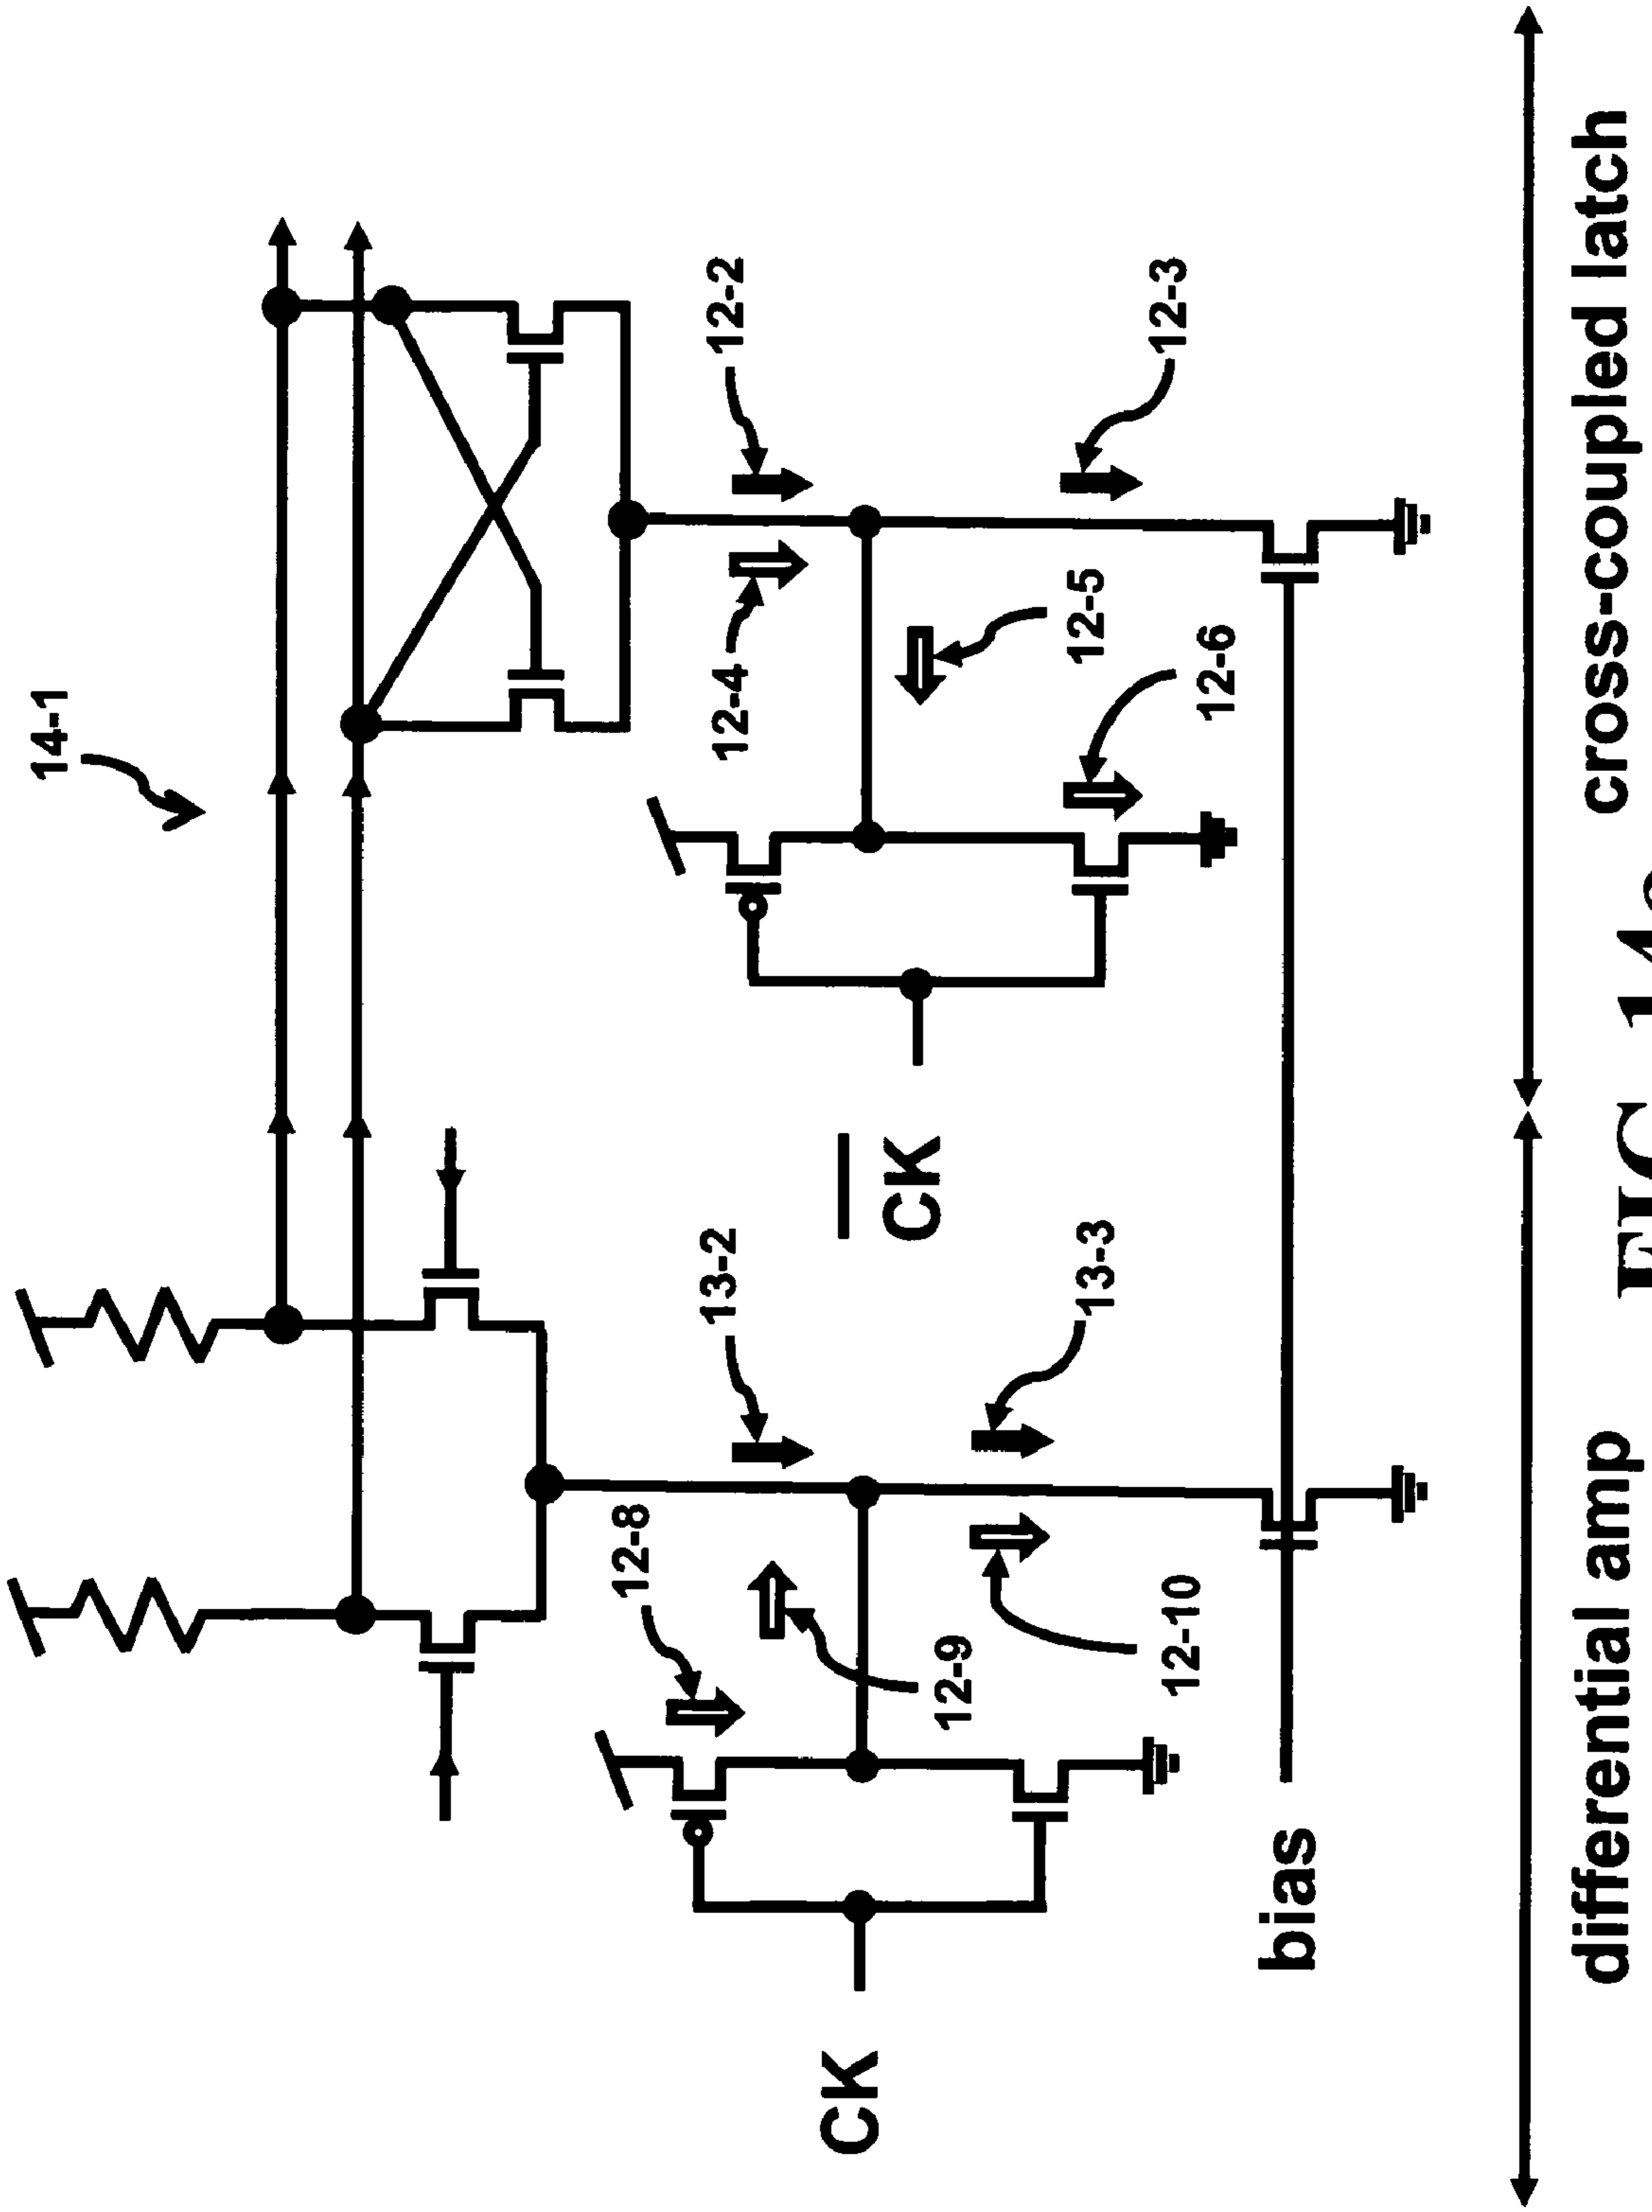 14-1
12-2
12-4
12-3
12-5
12-6
CK
13-2
12-8
13-3
12-9
12-10
CK
bias
differential amp
cross-coupled latch